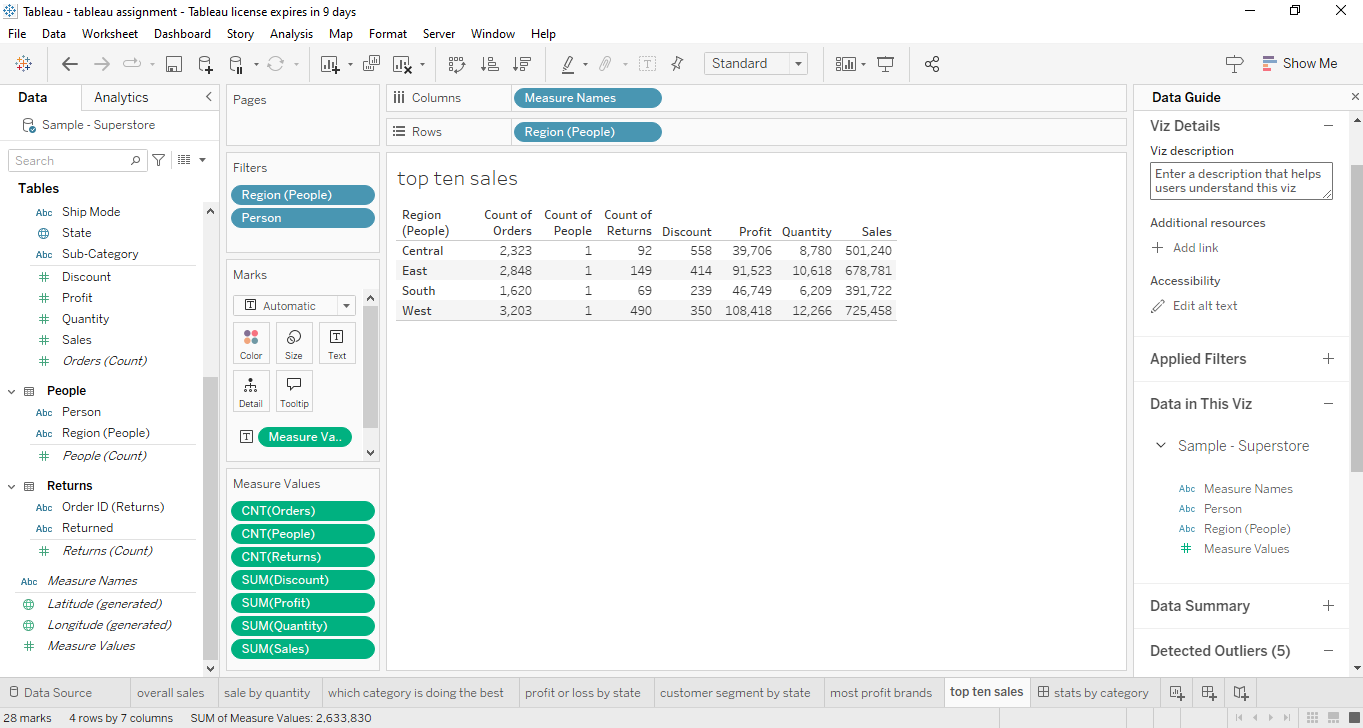 Tableau - tableau assignment - Tableau license expires in 9 days
File Data Worksheet Dashboard Story Analysis Map Format Server Window Help
Standard
Show Me
Data Analytics
Sample - Superstore
Search
Tables
Abc Ship Mode
State
Abc Sub-Category
Discount
Profit
Quantity
Sales
Orders (Count)
People
Abc Person
Abc Region (People)
People (Count)
Returns
Abc Order ID (Returns)
Abc Returned
Returns (Count)
Abc Measure Names
Latitude (generated)
Longitude (generated)
Measure Values
Pages
Filters
Region (People)
Person
Marks
Automatic
Color Size Text
Detail Tooltip
Measure Va..
Measure Values
CNT(Orders)
CNT(People)
CNT(Returns)
SUM(Discount)
SUM(Profit)
SUM(Quantity)
SUM(Sales)
Columns Measure Names
Rows Region (People)
top ten sales
Region Count of Count of Count of
(People) Orders People Returns Discount Profit Quantity Sales
Central 2,323 1 92 558 39,706 8,780 501,240
East 2,848 1 149 414 91,523 10,618 678,781
South 1,620 1 69 239 46,749 6,209 391,722
West 3,203 1 490 350 108,418 12,266 725,458
Data Guide
Viz Details
Viz description
Enter a description that helps
users understand this viz
Additional resources
Add link
Accessibility
Edit alt text
Applied Filters
Data in This Viz
Sample - Superstore
Abc Measure Names
Abc Person
Abc Region (People)
Measure Values
Data Summary
Detected Outliers (5)
Data Source overall sales sale by quantity which category is doing the best profit or loss by state customer segment by state most profit brands top ten sales stats by category
28 marks 4 rows by 7 columns SUM of Measure Values: 2,633,830